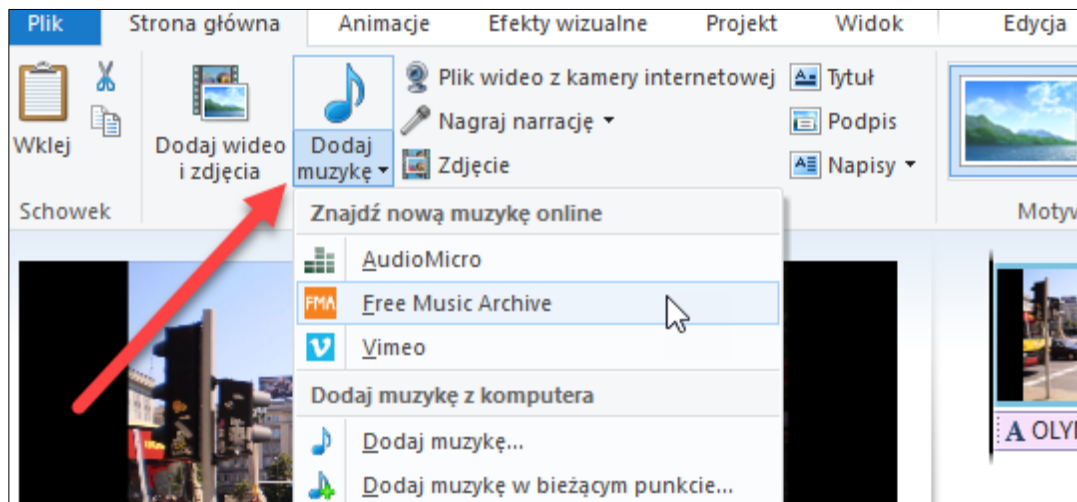 Plik Strona główna Animacje Efekty wizualne Projekt Widok Edycja
Wklej
Schowek
Dodaj wideo
i zdjęcia
Dodaj
muzykę
Plik wideo z kamery internetowej
Nagraj narrację
Zdjęcie
Tytuł
Podpis
Napisy
Znajdź nową muzykę online
AudioMicro
FMA Free Music Archive
Vimeo
Dodaj muzykę z komputera
Dodaj muzykę...
Dodaj muzykę w bieżącym punkcie...